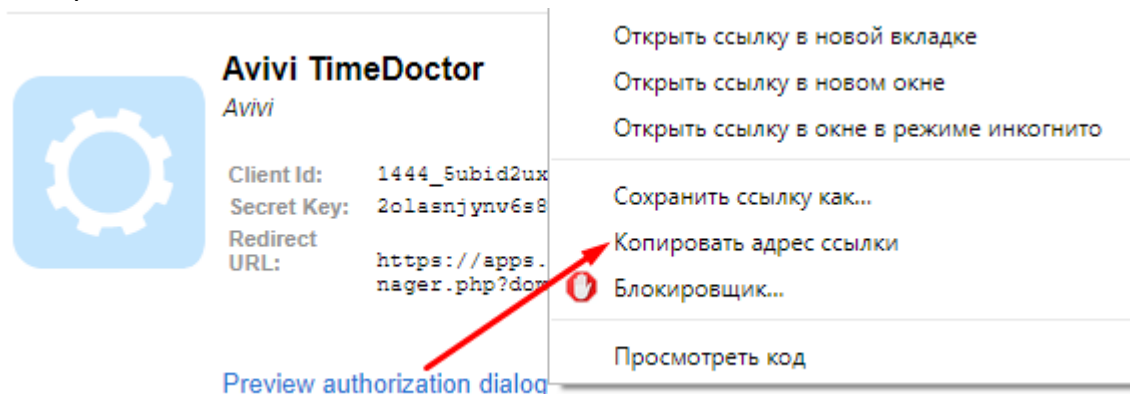 Avivi TimeDoctor
Avivi
Client Id: 1444_5ubid2ux
Secret Key: 2olasnjynv6s8
Redirect
URL: https://apps.
nager.php?dom
Preview authorization dialog
Открыть ссылку в новой вкладке
Открыть ссылку в новом окне
Открыть ссылку в окне в режиме инкогнито
Сохранить ссылку как...
Копировать адрес ссылки
Блокировщик...
Просмотреть код